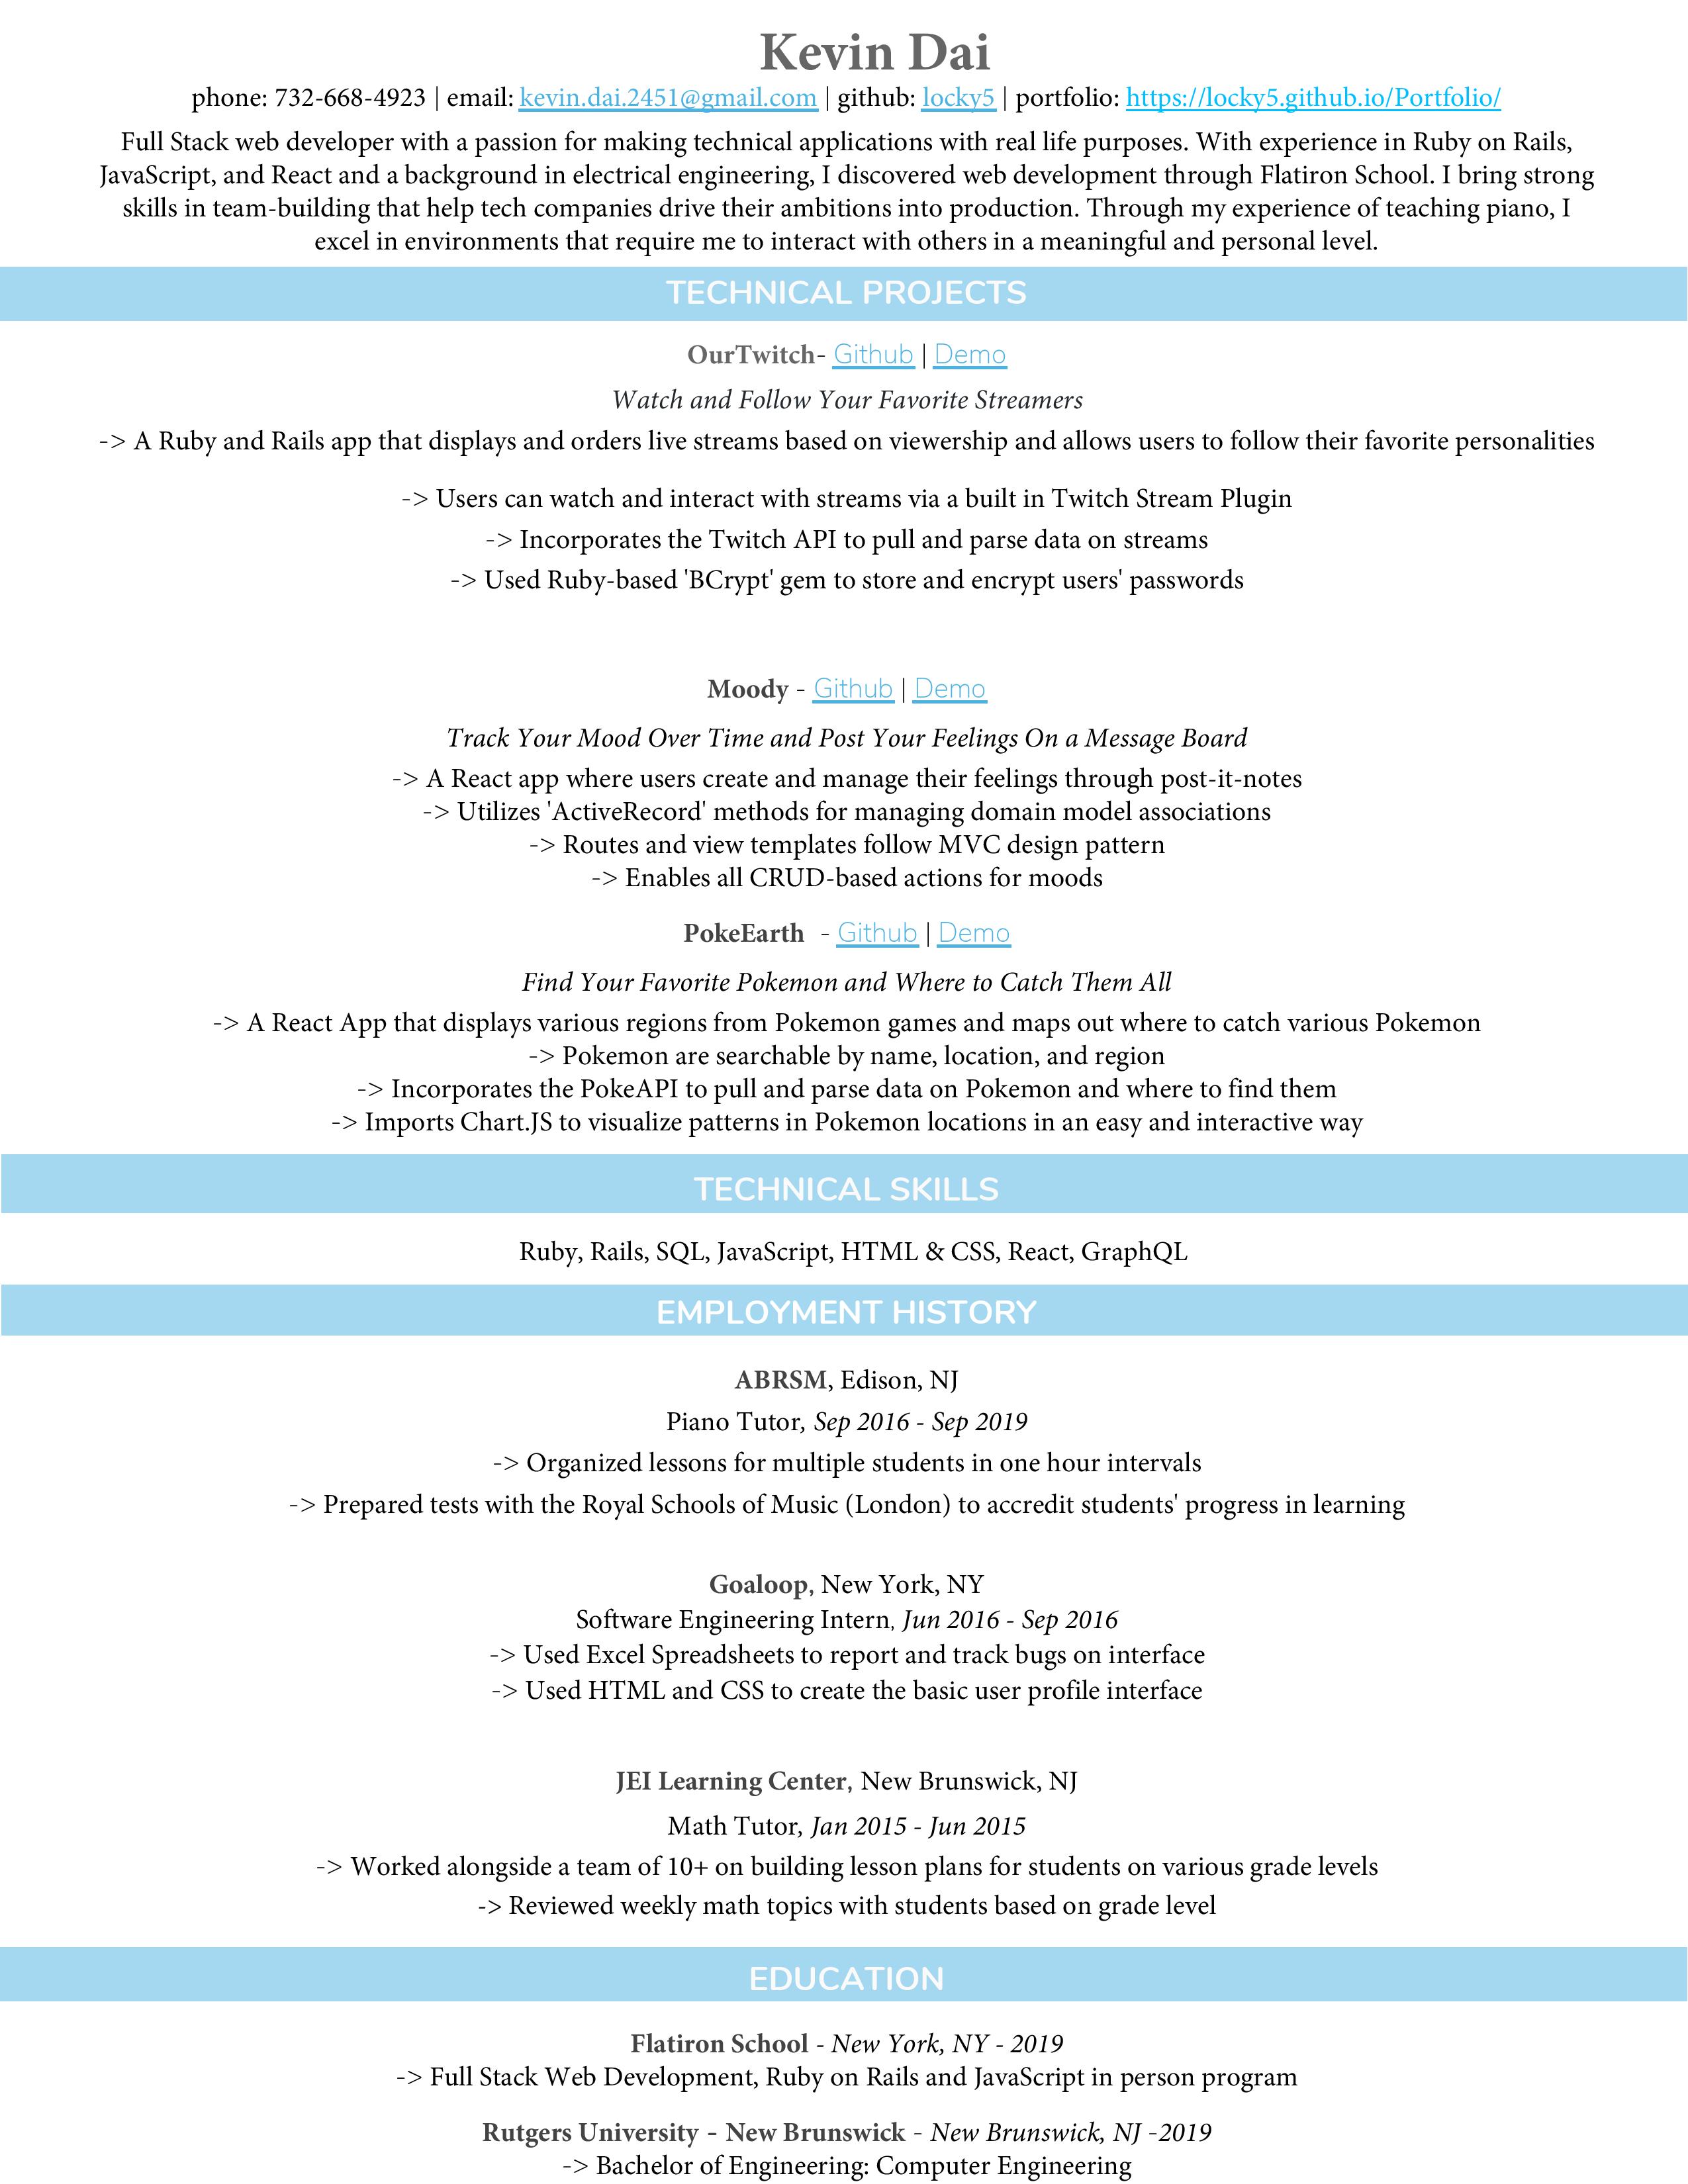 Kevin Dai
phone: 732-668-4923 | email: kevin.dai.2451@gmail.com | github: locky5 | portfolio: https://locky5.github.io/Portfolio/
Full Stack web developer with a passion for making technical applications with real life purposes. With experience in Ruby on Rails,
JavaScript, and React and a background in electrical engineering, I discovered web development through Flatiron School. I bring strong
skills in team-building that help tech companies drive their ambitions into production. Through my experience of teaching piano, I
excel in environments that require me to interact with others in a meaningful and personal level.
TECHNICAL PROJECTS
OurTwitch- Github | Demo
Watch and Follow Your Favorite Streamers
-> A Ruby and Rails app that displays and orders live streams based on viewership and allows users to follow their favorite personalities
-> Users can watch and interact with streams via a built in Twitch Stream Plugin
-> Incorporates the Twitch API to pull and parse data on streams
-> Used Ruby-based 'BCrypt' gem to store and encrypt users' passwords
Moody - Github | Demo
Track Your Mood Over Time and Post Your Feelings On a Message Board
-> A React app where users create and manage their feelings through post-it-notes
-> Utilizes 'ActiveRecord' methods for managing domain model associations
-> Routes and view templates follow MVC design pattern
-> Enables all CRUD-based actions for moods
PokeEarth - Github | Demo
Find Your Favorite Pokemon and Where to Catch Them All
-> A React App that displays various regions from Pokemon games and maps out where to catch various Pokemon
-> Pokemon are searchable by name, location, and region
-> Incorporates the PokeAPI to pull and parse data on Pokemon and where to find them
-> Imports Chart.JS to visualize patterns in Pokemon locations in an easy and interactive way
TECHNICAL SKILLS
Ruby, Rails, SQL, JavaScript, HTML & CSS, React, GraphQL
EMPLOYMENT HISTORY
ABRSM, Edison, NJ
Piano Tutor, Sep 2016 - Sep 2019
-> Organized lessons for multiple students in one hour intervals
-> Prepared tests with the Royal Schools of Music (London) to accredit students' progress in learning
Goaloop, New York, NY
Software Engineering Intern, Jun 2016 - Sep 2016
-> Used Excel Spreadsheets to report and track bugs on interface
-> Used HTML and CSS to create the basic user profile interface
JEI Learning Center, New Brunswick, NJ
Math Tutor, Jan 2015 - Jun 2015
-> Worked alongside a team of 10+ on building lesson plans for students on various grade levels
-> Reviewed weekly math topics with students based on grade level
EDUCATION
Flatiron School - New York, NY - 2019
-> Full Stack Web Development, Ruby on Rails and JavaScript in person program
Rutgers University - New Brunswick - New Brunswick, NJ -2019
-> Bachelor of Engineering: Computer Engineering